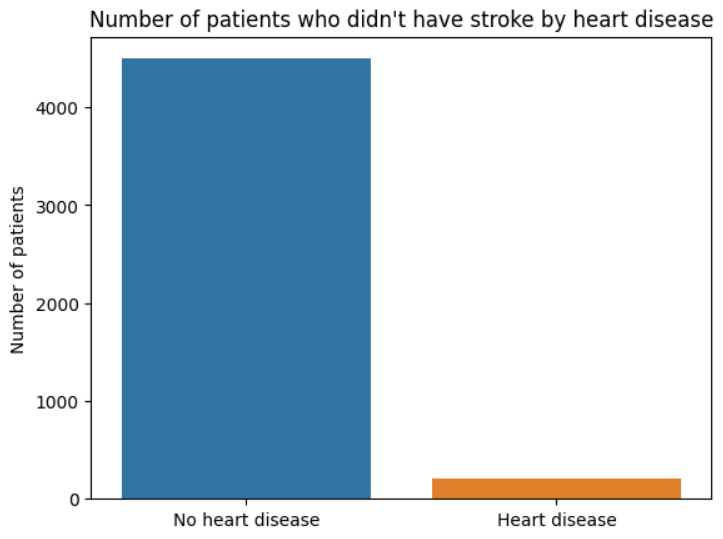 Number of patients who didn't have stroke by heart disease
Number of patients
4000
3000
2000
1000
0
No heart disease
Heart disease